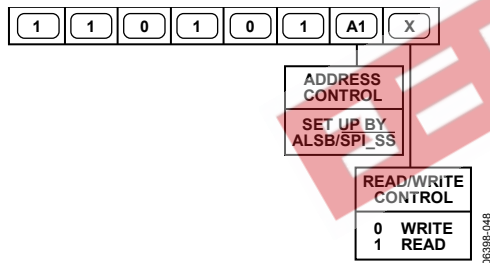 1 1 0 1 0 1 A1 X
ADDRESS
CONTROL
SET UP BY
ALSB/SPI_SS
READ/WRITE
CONTROL
0 WRITE
1 READ
06398-048